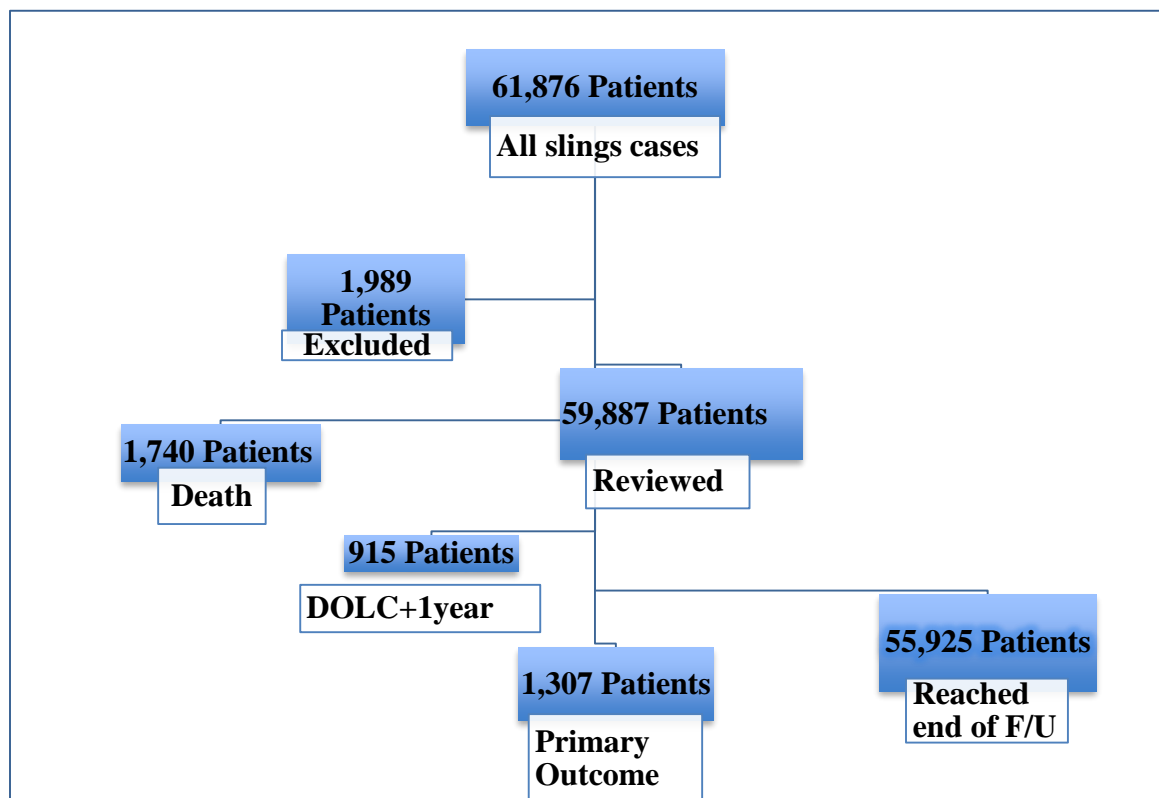 61,876 Patients
All slings cases
1,989
Patients
Excluded
59,887 Patients
Reviewed
1,740 Patients
Death
915 Patients
DOLC+1year
1,307 Patients
Primary
Outcome
55,925 Patients
Reached
end of F/U